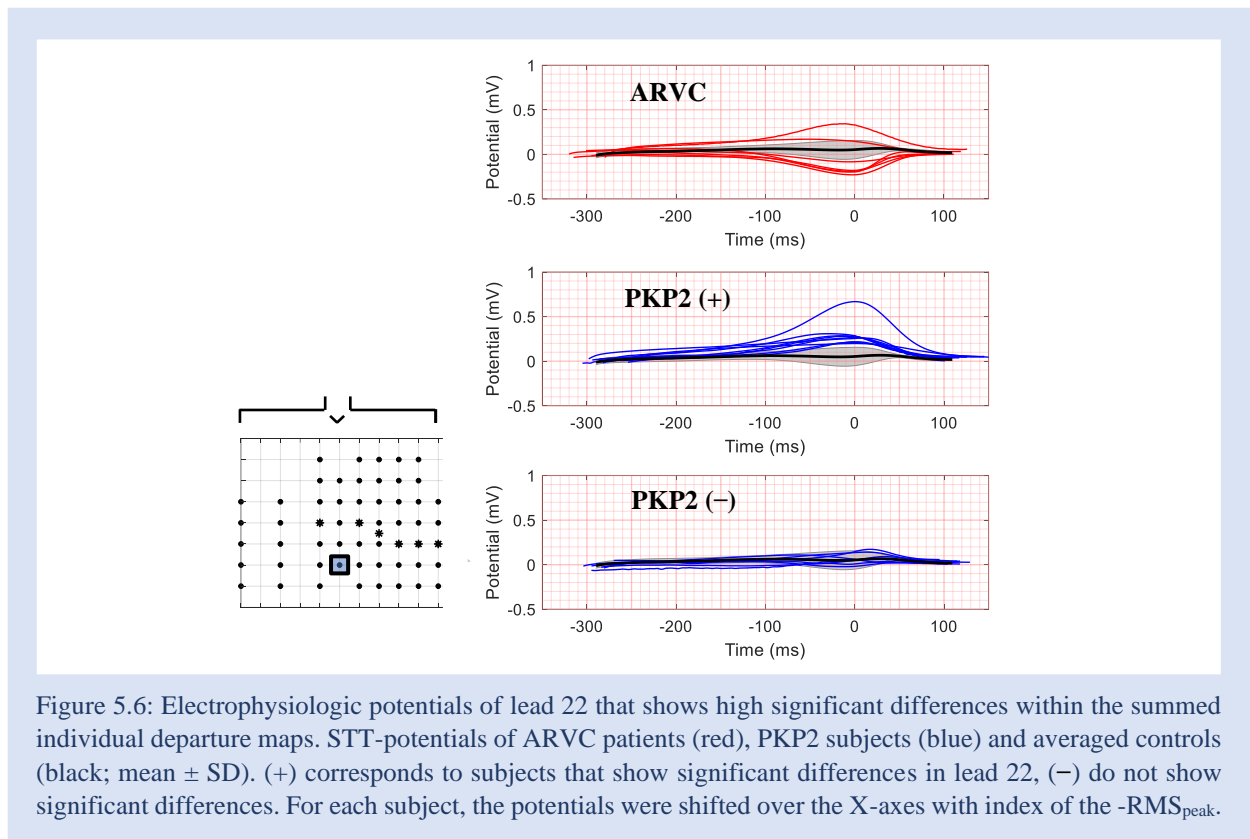 1
0.5
0
-0.5
Potential (mV)
ARVC
-300 -200 -100 0 100
Time (ms)
1
0.5
0
-0.5
Potential (mV)
PKP2 (+)
-300 -200 -100 0 100
Time (ms)
1
0.5
0
-0.5
Potential (mV)
PKP2 (−)
-300 -200 -100 0 100
Time (ms)
Figure 5.6: Electrophysiologic potentials of lead 22 that shows high significant differences within the summed
individual departure maps. STT-potentials of ARVC patients (red), PKP2 subjects (blue) and averaged controls
(black; mean ± SD). (+) corresponds to subjects that show significant differences in lead 22, (−) do not show
significant differences. For each subject, the potentials were shifted over the X-axes with index of the -RMSpeak.